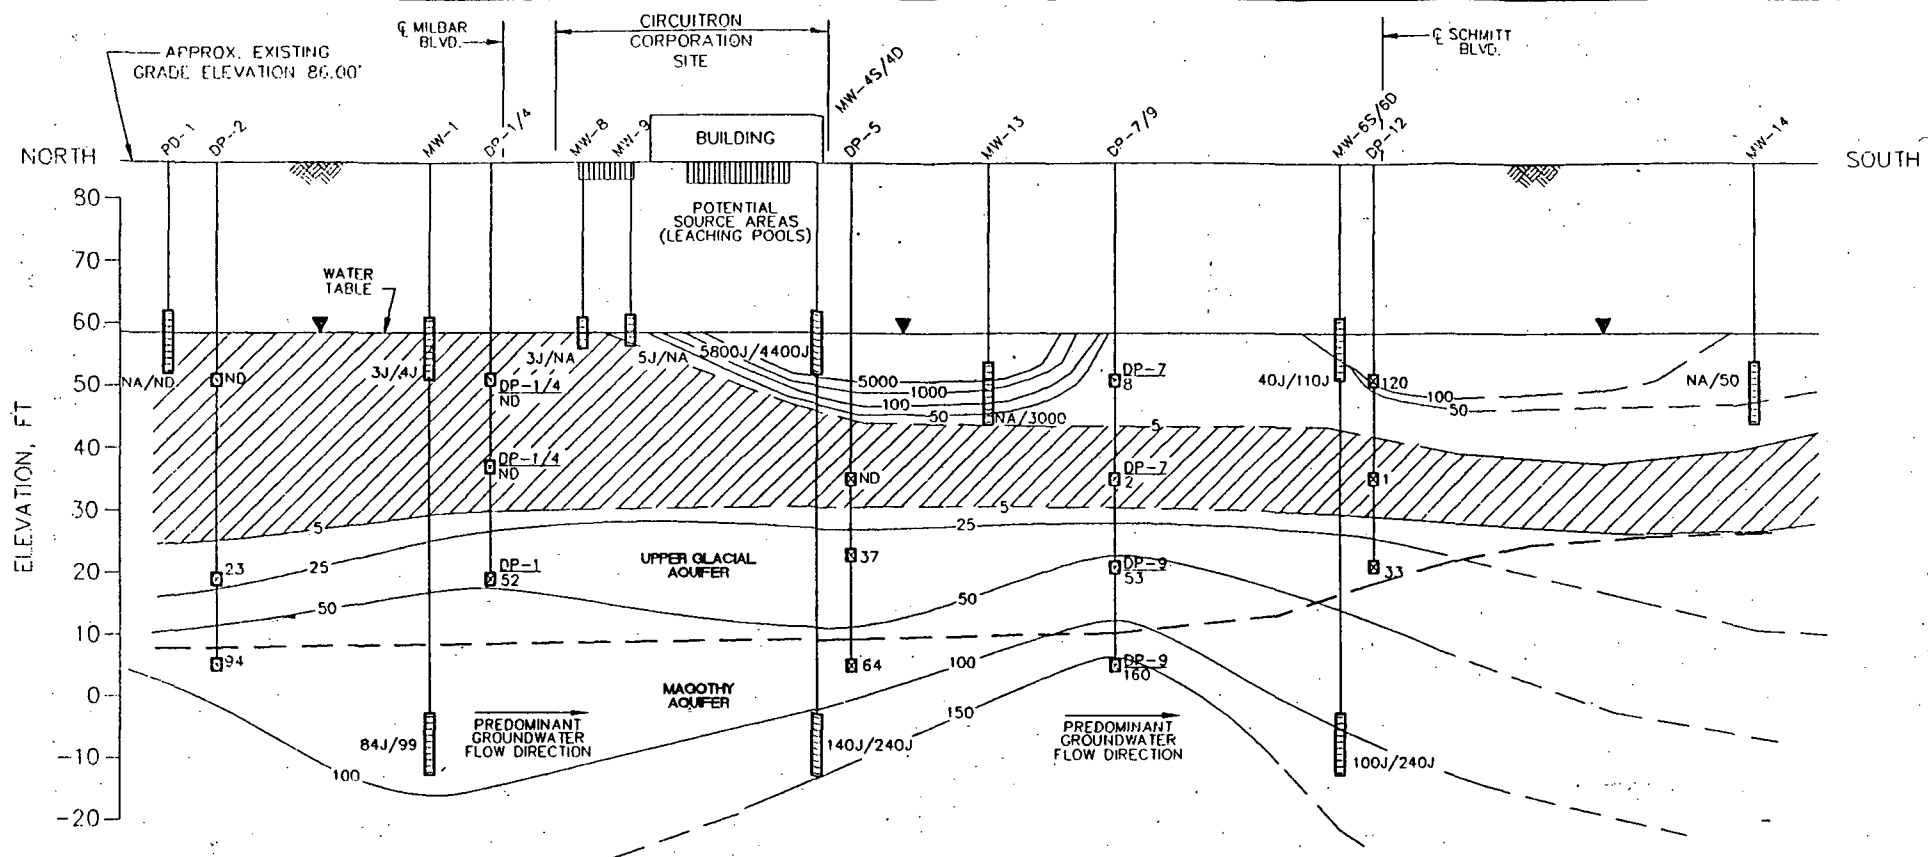 ℄ MILBAR
BLVD.
CIRCUITRON
CORPORATION
SITE
℄ SCHMITT
BLVD.
APPROX. EXISTING
GRADE ELEVATION 86.00'
NORTH
PD-1
DP-2
MW-1
DP-1/4
MW-8
MW-9
BUILDING
MW-4S/4D
DP-5
MW-13
DP-7/9
MW-6S/6D
DP-12
MW-14
SOUTH
ELEVATION, FT
80
70
60
50
40
30
20
10
0
-10
-20
POTENTIAL
SOURCE AREAS
(LEACHING POOLS)
WATER
TABLE
NA/ND
ND
3J/4J
DP-1/4
ND
3J/NA
5J/NA
5800J/4400J
5000
1000
100
50
NA/3000
DP-7
8
40J/110J
120
100
50
NA/50
5
DP-1/4
ND
ND
DP-7
2
1
5
5
25
25
23
DP-1
52
UPPER GLACIAL
AQUIFER
37
DP-9
53
33
50
50
94
64
100
DP-9
160
MAGOTHY
AQUIFER
150
PREDOMINANT
GROUNDWATER
FLOW DIRECTION
PREDOMINANT
GROUNDWATER
FLOW DIRECTION
84J/99
140J/240J
100J/240J
100